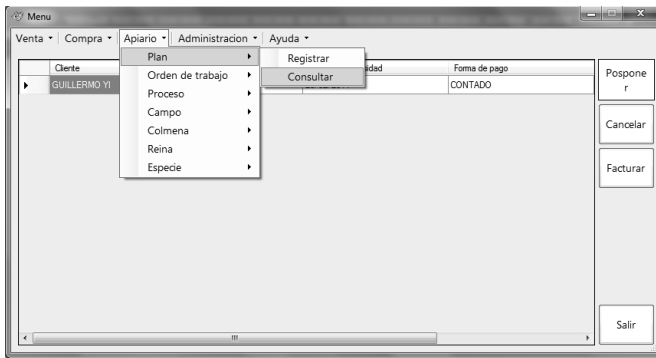 Menu
Venta Compra Apiario Administracion Ayuda
Plan
Orden de trabajo
Proceso
Campo
Colmena
Reina
Especie
Registrar
Consultar
Cliente
Forma de pago
GUILLERMO YI
CONTADO
Pospone
r
Cancelar
Facturar
Salir